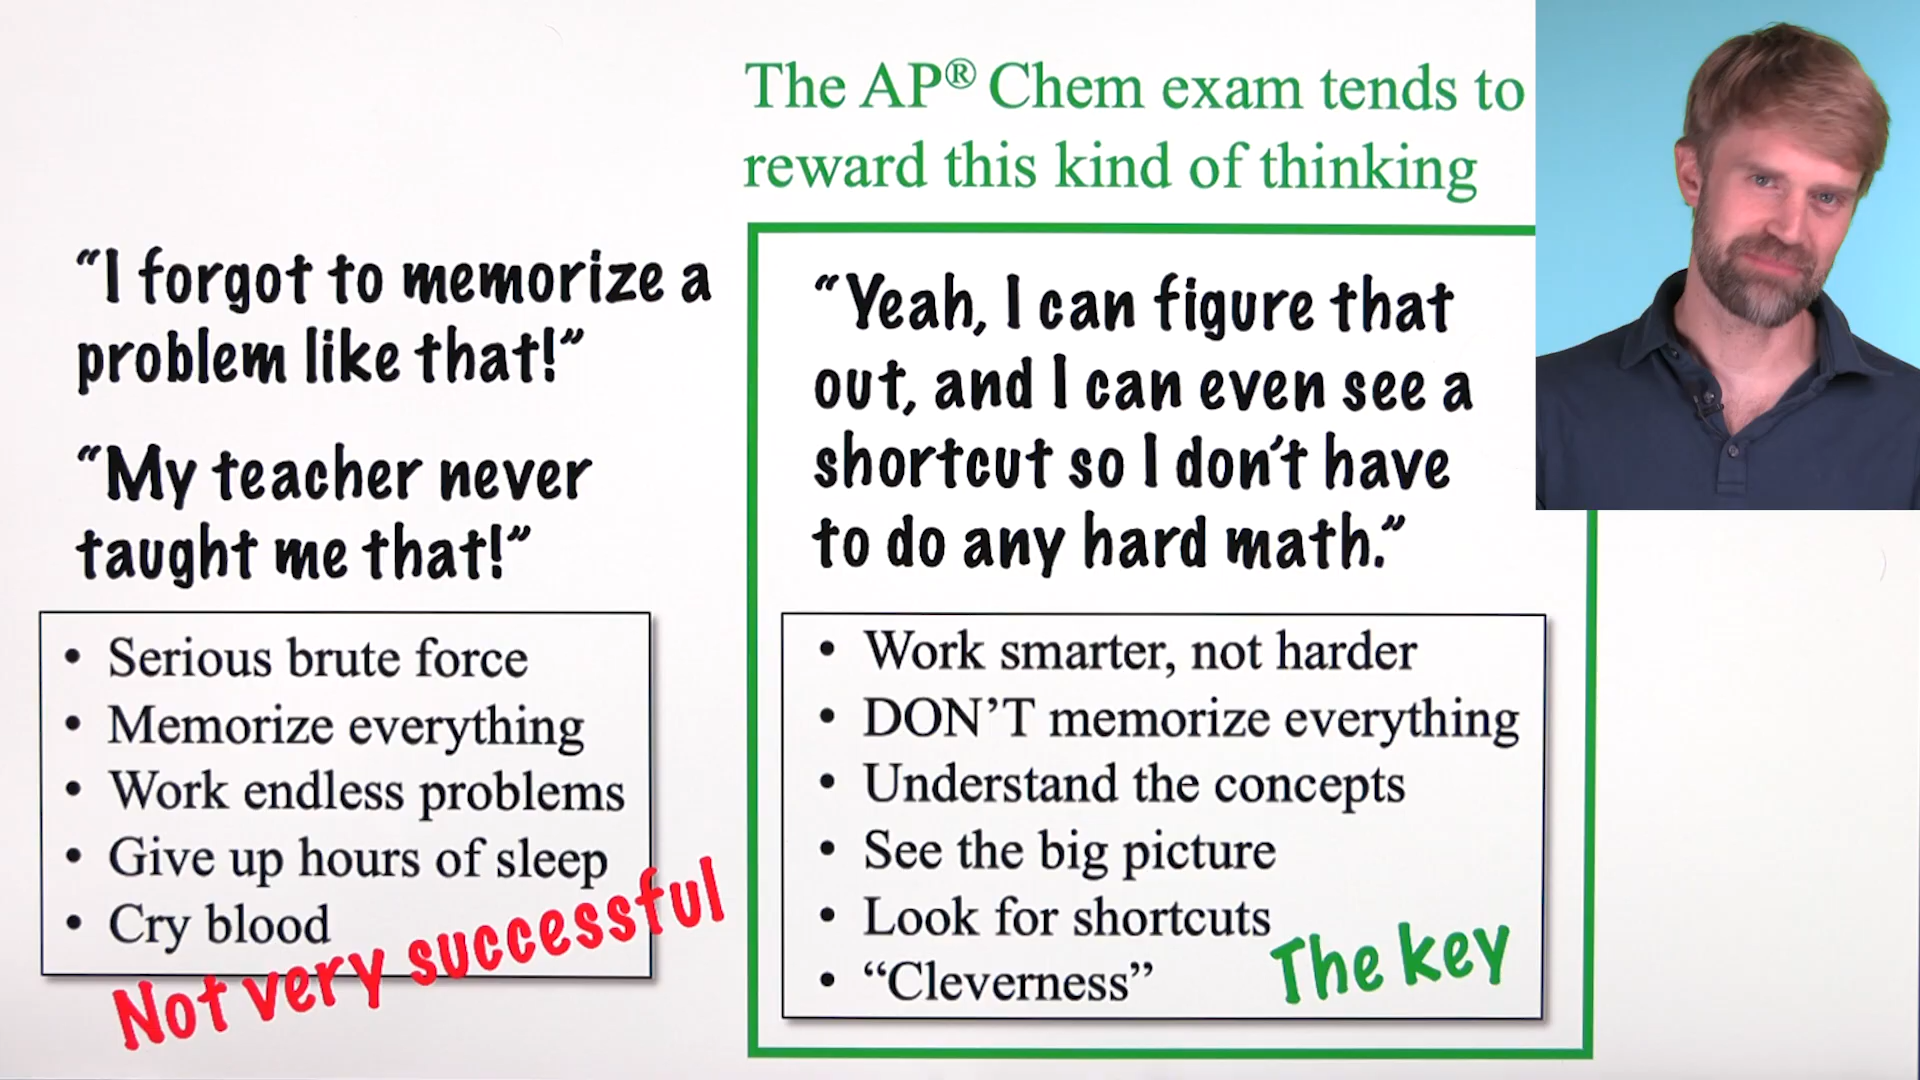 The AP® Chem exam tends to
reward this kind of thinking
“I forgot to memorize a
problem like that!”
“My teacher never
taught me that!”
• Serious brute force
• Memorize everything
• Work endless problems
• Give up hours of sleep
• Cry blood
Not very successful
“Yeah, I can figure that
out, and I can even see a
shortcut so I don’t have
to do any hard math.”
• Work smarter, not harder
• DON’T memorize everything
• Understand the concepts
• See the big picture
• Look for shortcuts
• “Cleverness”
The key